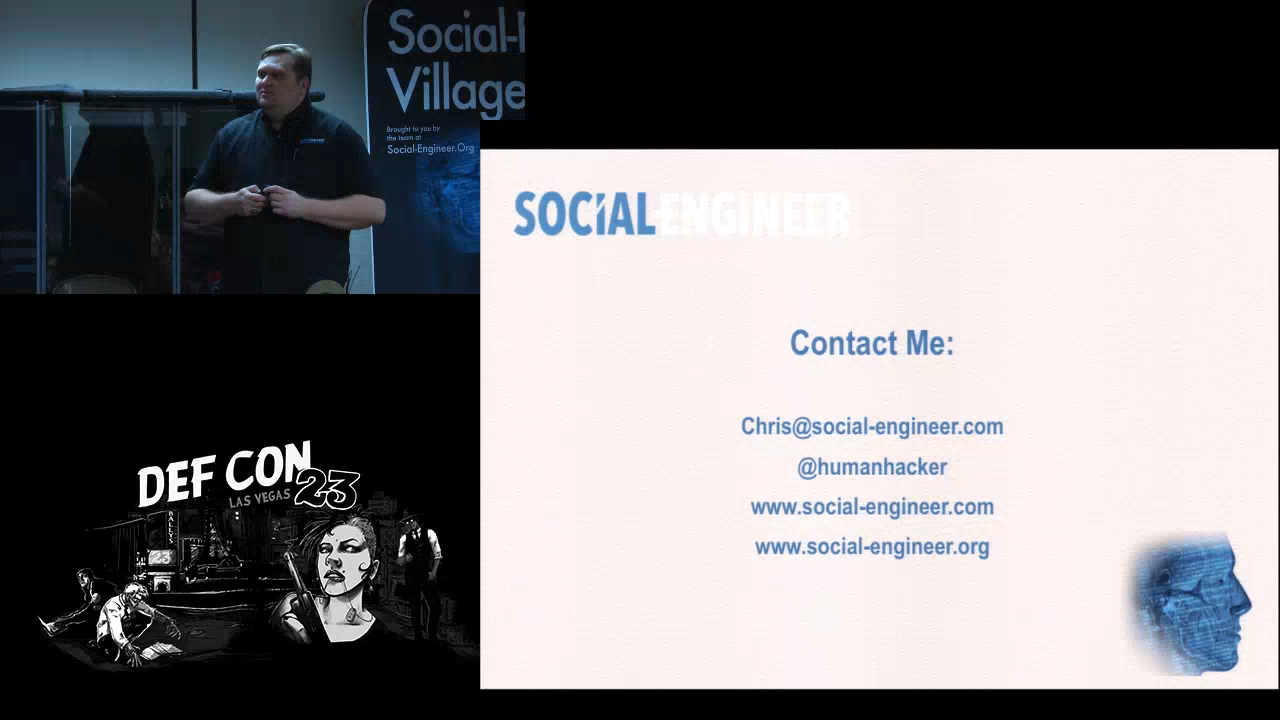 Social-E
Village
Brought to you by
the team at
Social-Engineer.Org
SOCiAL ENGINEER
Contact Me:
Chris@social-engineer.com
@humanhacker
www.social-engineer.com
www.social-engineer.org
DEF CON
LAS VEGAS 23
BALLYS